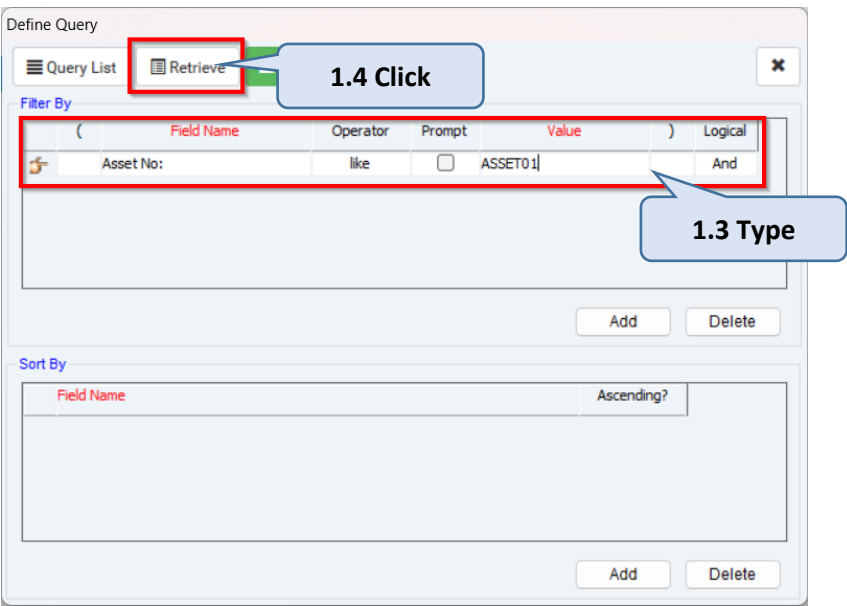 Define Query
Query List Retrieve 1.4 Click
Filter By
( Field Name Operator Prompt Value ) Logical
Asset No: like ASSET01 And
1.3 Type
Add Delete
Sort By
Field Name Ascending?
Add Delete